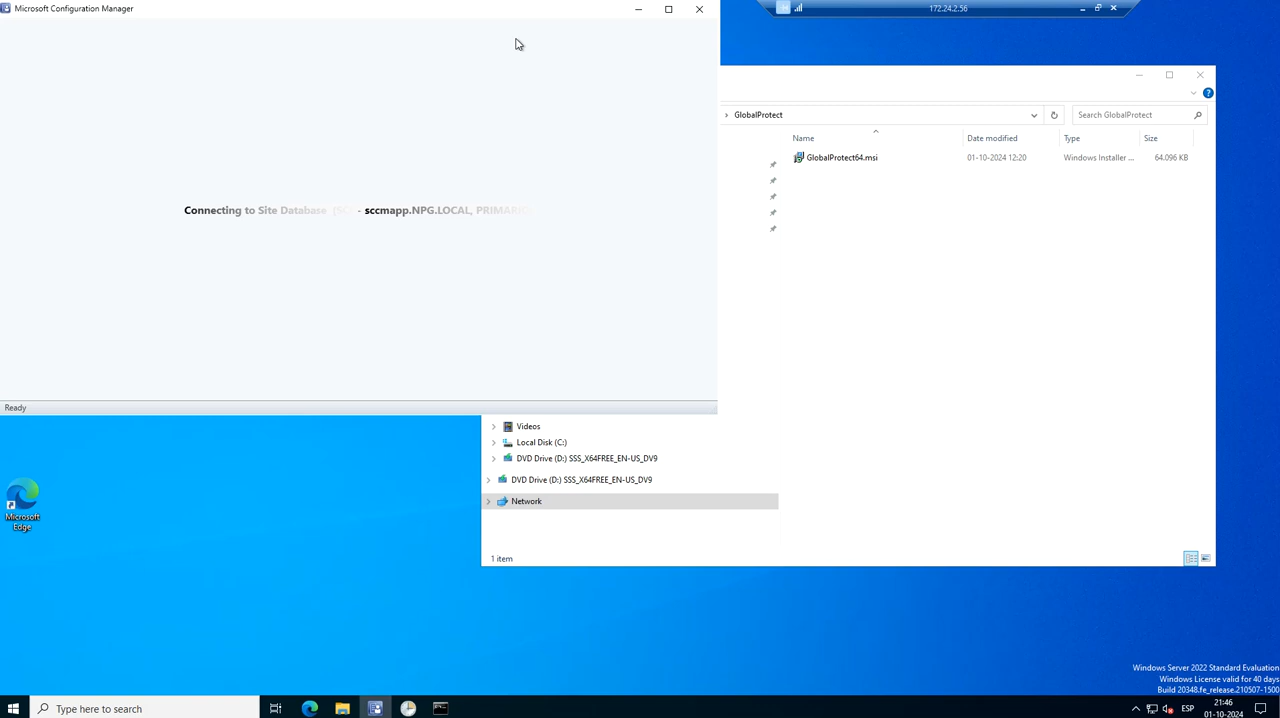 Microsoft Configuration Manager
172.24.2.56
Connecting to Site Database - sccmapp.NPG.LOCAL,
Ready
GlobalProtect
Search GlobalProtect
Name
Date modified
Type
Size
GlobalProtect64.msi
01-10-2024 12:20
Windows Installer ...
64.096 KB
Videos
Local Disk (C:)
DVD Drive (D:) SSS_X64FREE_EN-US_DV9
DVD Drive (D:) SSS_X64FREE_EN-US_DV9
Network
1 item
Microsoft
Edge
Windows Server 2022 Standard Evaluation
Windows License valid for 40 days
Build 20348.fe_release.210507-1500
Type here to search
ESP
21:46
01-10-2024